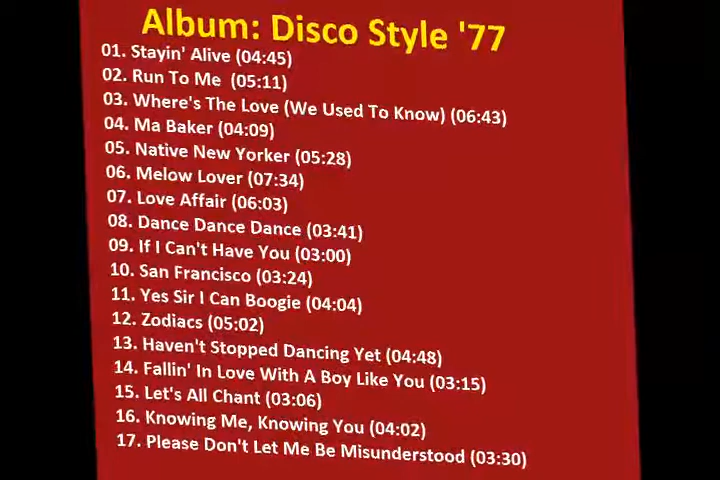 Album: Disco Style '77
01. Stayin' Alive (04:45)
02. Run To Me  (05:11)
03. Where's The Love (We Used To Know) (06:43)
04. Ma Baker (04:09)
05. Native New Yorker (05:28)
06. Melow Lover (07:34)
07. Love Affair (06:03)
08. Dance Dance Dance (03:41)
09. If I Can't Have You (03:00)
10. San Francisco (03:24)
11. Yes Sir I Can Boogie (04:04)
12. Zodiacs (05:02)
13. Haven't Stopped Dancing Yet (04:48)
14. Fallin' In Love With A Boy Like You (03:15)
15. Let's All Chant (03:06)
16. Knowing Me, Knowing You (04:02)
17. Please Don't Let Me Be Misunderstood (03:30)